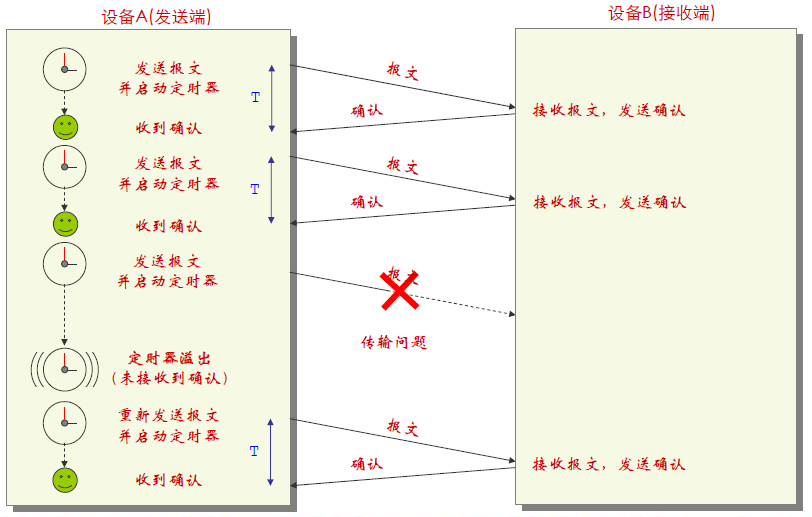 设备A(发送端)
设备B(接收端)
发送报文
并启动定时器
T
报文
确认
接收报文，发送确认
收到确认
发送报文
并启动定时器
T
报文
确认
接收报文，发送确认
收到确认
发送报文
并启动定时器
报文
传输问题
定时器溢出
(未接收到确认)
重新发送报文
并启动定时器
T
报文
确认
接收报文，发送确认
收到确认